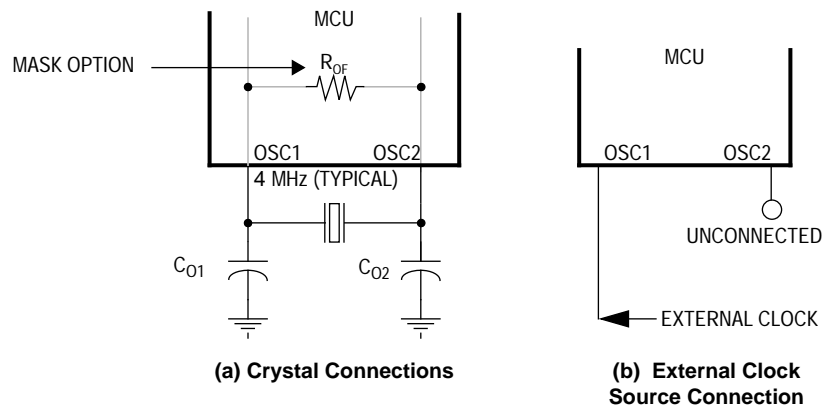 MCU
MASK OPTION
R_OF
OSC1 OSC2
4 MHz (TYPICAL)
C_O1
C_O2
(a) Crystal Connections
MCU
OSC1 OSC2
UNCONNECTED
EXTERNAL CLOCK
(b) External Clock
Source Connection